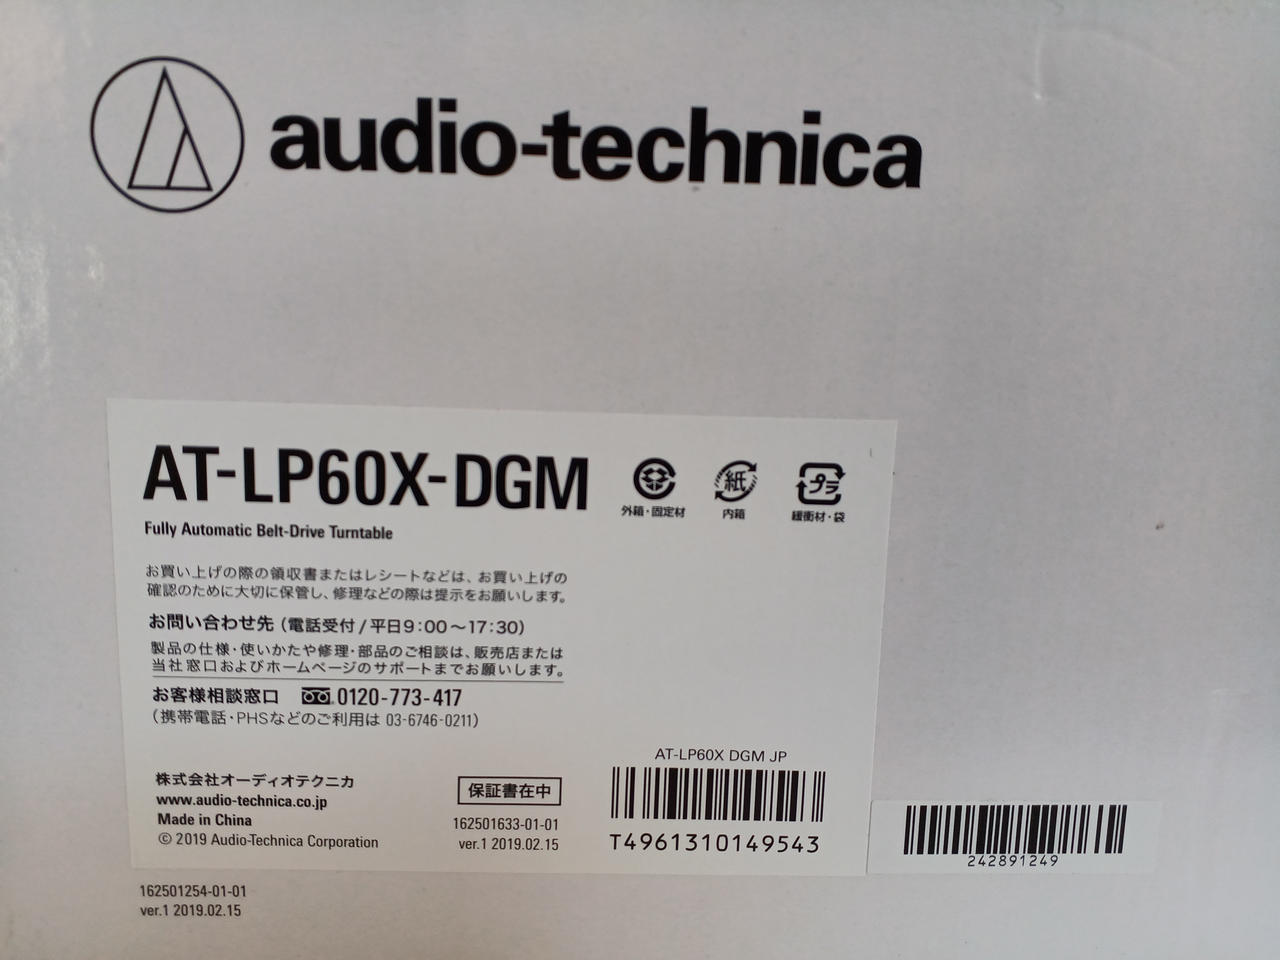 audio-technica
AT-LP60X-DGM
Fully Automatic Belt-Drive Turntable
外箱・固定材
紙
内箱
プラ
緩衝材・袋
お買い上げの際の領収書またはレシートなどは、お買い上げの
確認のために大切に保管し、修理などの際は提示をお願いします。
お問い合わせ先（電話受付/平日9:00〜17:30）
製品の仕様・使いかたや修理・部品のご相談は、販売店または
当社窓口およびホームページのサポートまでお願いします。
お客様相談窓口 0120-773-417
（携帯電話・PHSなどのご利用は 03-6746-0211）
株式会社オーディオテクニカ
www.audio-technica.co.jp
Made in China
© 2019 Audio-Technica Corporation
保証書在中
162501633-01-01
ver.1 2019.02.15
AT-LP60X DGM JP
T4961310149543
242891249
162501254-01-01
ver.1 2019.02.15